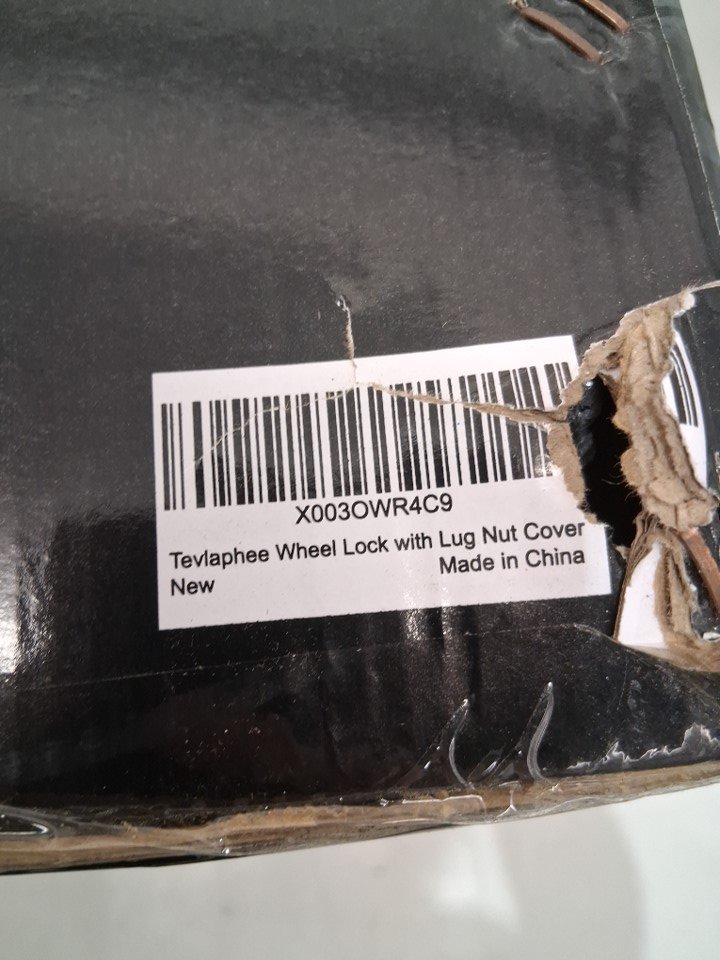 X003OWR4C9
Tevlaphee Wheel Lock with Lug Nut Cover
New
Made in China